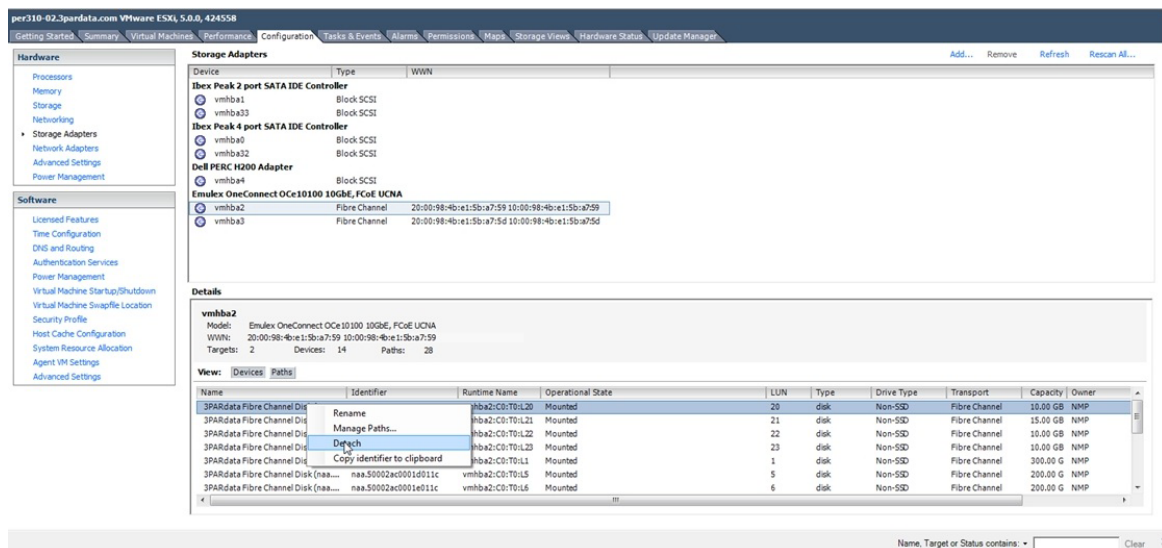 per310-02.3pardata.com VMware ESXi, 5.0.0, 424558
Getting Started Summary Virtual Machines Performance Configuration Tasks & Events Alarms Permissions Maps Storage Views Hardware Status Update Manager
Hardware
Processors
Memory
Storage
Networking
Storage Adapters
Network Adapters
Advanced Settings
Power Management
Software
Licensed Features
Time Configuration
DNS and Routing
Authentication Services
Power Management
Virtual Machine Startup/Shutdown
Virtual Machine Swapfile Location
Security Profile
Host Cache Configuration
System Resource Allocation
Agent VM Settings
Advanced Settings
Storage Adapters Add... Remove Refresh Rescan All...
Device Type WWN
Ibex Peak 2 port SATA IDE Controller
vmhba1 Block SCSI
vmhba33 Block SCSI
Ibex Peak 4 port SATA IDE Controller
vmhba0 Block SCSI
vmhba32 Block SCSI
Dell PERC H200 Adapter
vmhba4 Block SCSI
Emulex OneConnect OCe10100 10GbE, FCoE UCNA
vmhba2 Fibre Channel 20:00:98:4b:e1:5b:a7:59 10:00:98:4b:e1:5b:a7:59
vmhba3 Fibre Channel 20:00:98:4b:e1:5b:a7:5d 10:00:98:4b:e1:5b:a7:5d
Details
vmhba2
Model: Emulex OneConnect OCe10100 10GbE, FCoE UCNA
WWN: 20:00:98:4b:e1:5b:a7:59 10:00:98:4b:e1:5b:a7:59
Targets: 2 Devices: 14 Paths: 28
View: Devices Paths
Name Identifier Runtime Name Operational State LUN Type Drive Type Transport Capacity Owner
3PARdata Fibre Channel Dis vmhba2:C0:T0:L20 Mounted 20 disk Non-SSD Fibre Channel 10.00 GB NMP
3PARdata Fibre Channel Dis hba2:C0:T0:L21 Mounted 21 disk Non-SSD Fibre Channel 15.00 GB NMP
3PARdata Fibre Channel Dis hba2:C0:T0:L22 Mounted 22 disk Non-SSD Fibre Channel 10.00 GB NMP
3PARdata Fibre Channel Dis hba2:C0:T0:L23 Mounted 23 disk Non-SSD Fibre Channel 10.00 GB NMP
3PARdata Fibre Channel Dis hba2:C0:T0:L1 Mounted 1 disk Non-SSD Fibre Channel 300.00 G NMP
3PARdata Fibre Channel Disk (naa.... naa.50002ac0001d011c vmhba2:C0:T0:L5 Mounted 5 disk Non-SSD Fibre Channel 200.00 G NMP
3PARdata Fibre Channel Disk (naa.... naa.50002ac0001e011c vmhba2:C0:T0:L6 Mounted 6 disk Non-SSD Fibre Channel 200.00 G NMP
Rename
Manage Paths...
Detach
Copy identifier to clipboard
Name, Target or Status contains: Clear